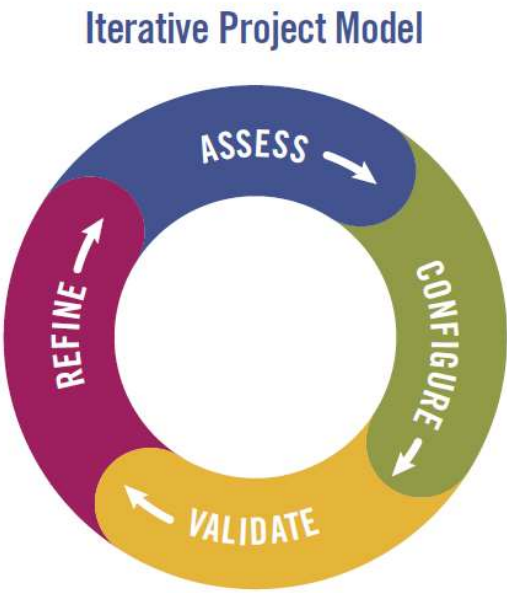 Iterative Project Model
ASSESS
CONFIGURE
VALIDATE
REFINE